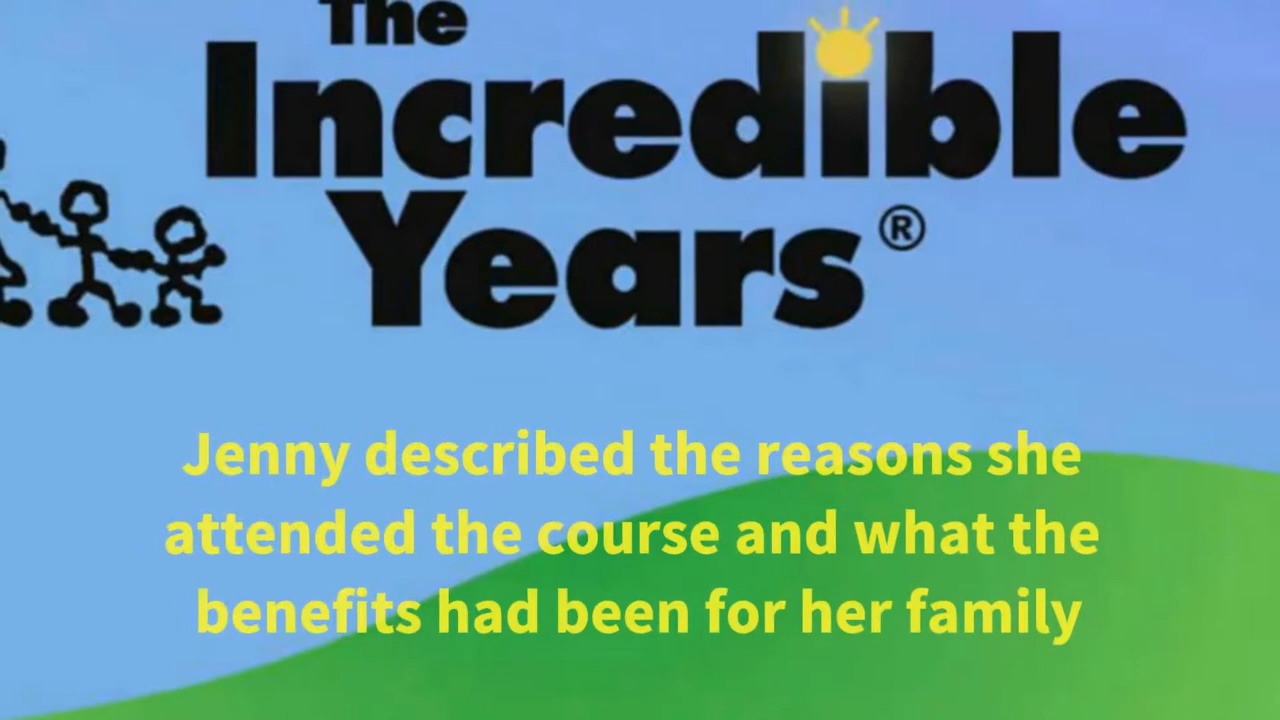 The
Incredible
Years®
Jenny described the reasons she
attended the course and what the
benefits had been for her family